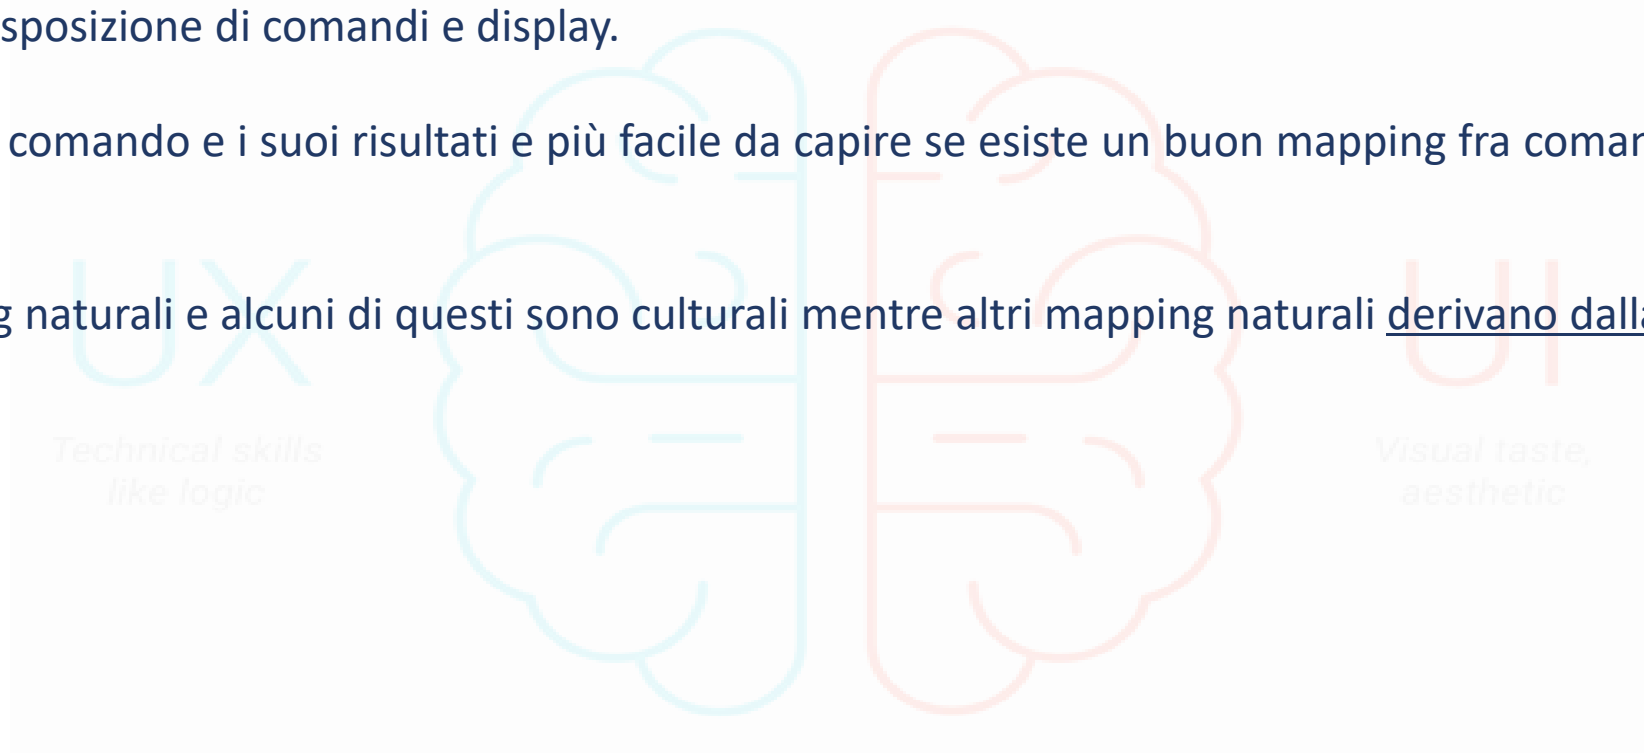 sposizione di comandi e display.
comando e i suoi risultati e più facile da capire se esiste un buon mapping fra coman
g naturali e alcuni di questi sono culturali mentre altri mapping naturali derivano dalla
UX
UI
Technical skills
like logic
Visual taste,
aesthetic